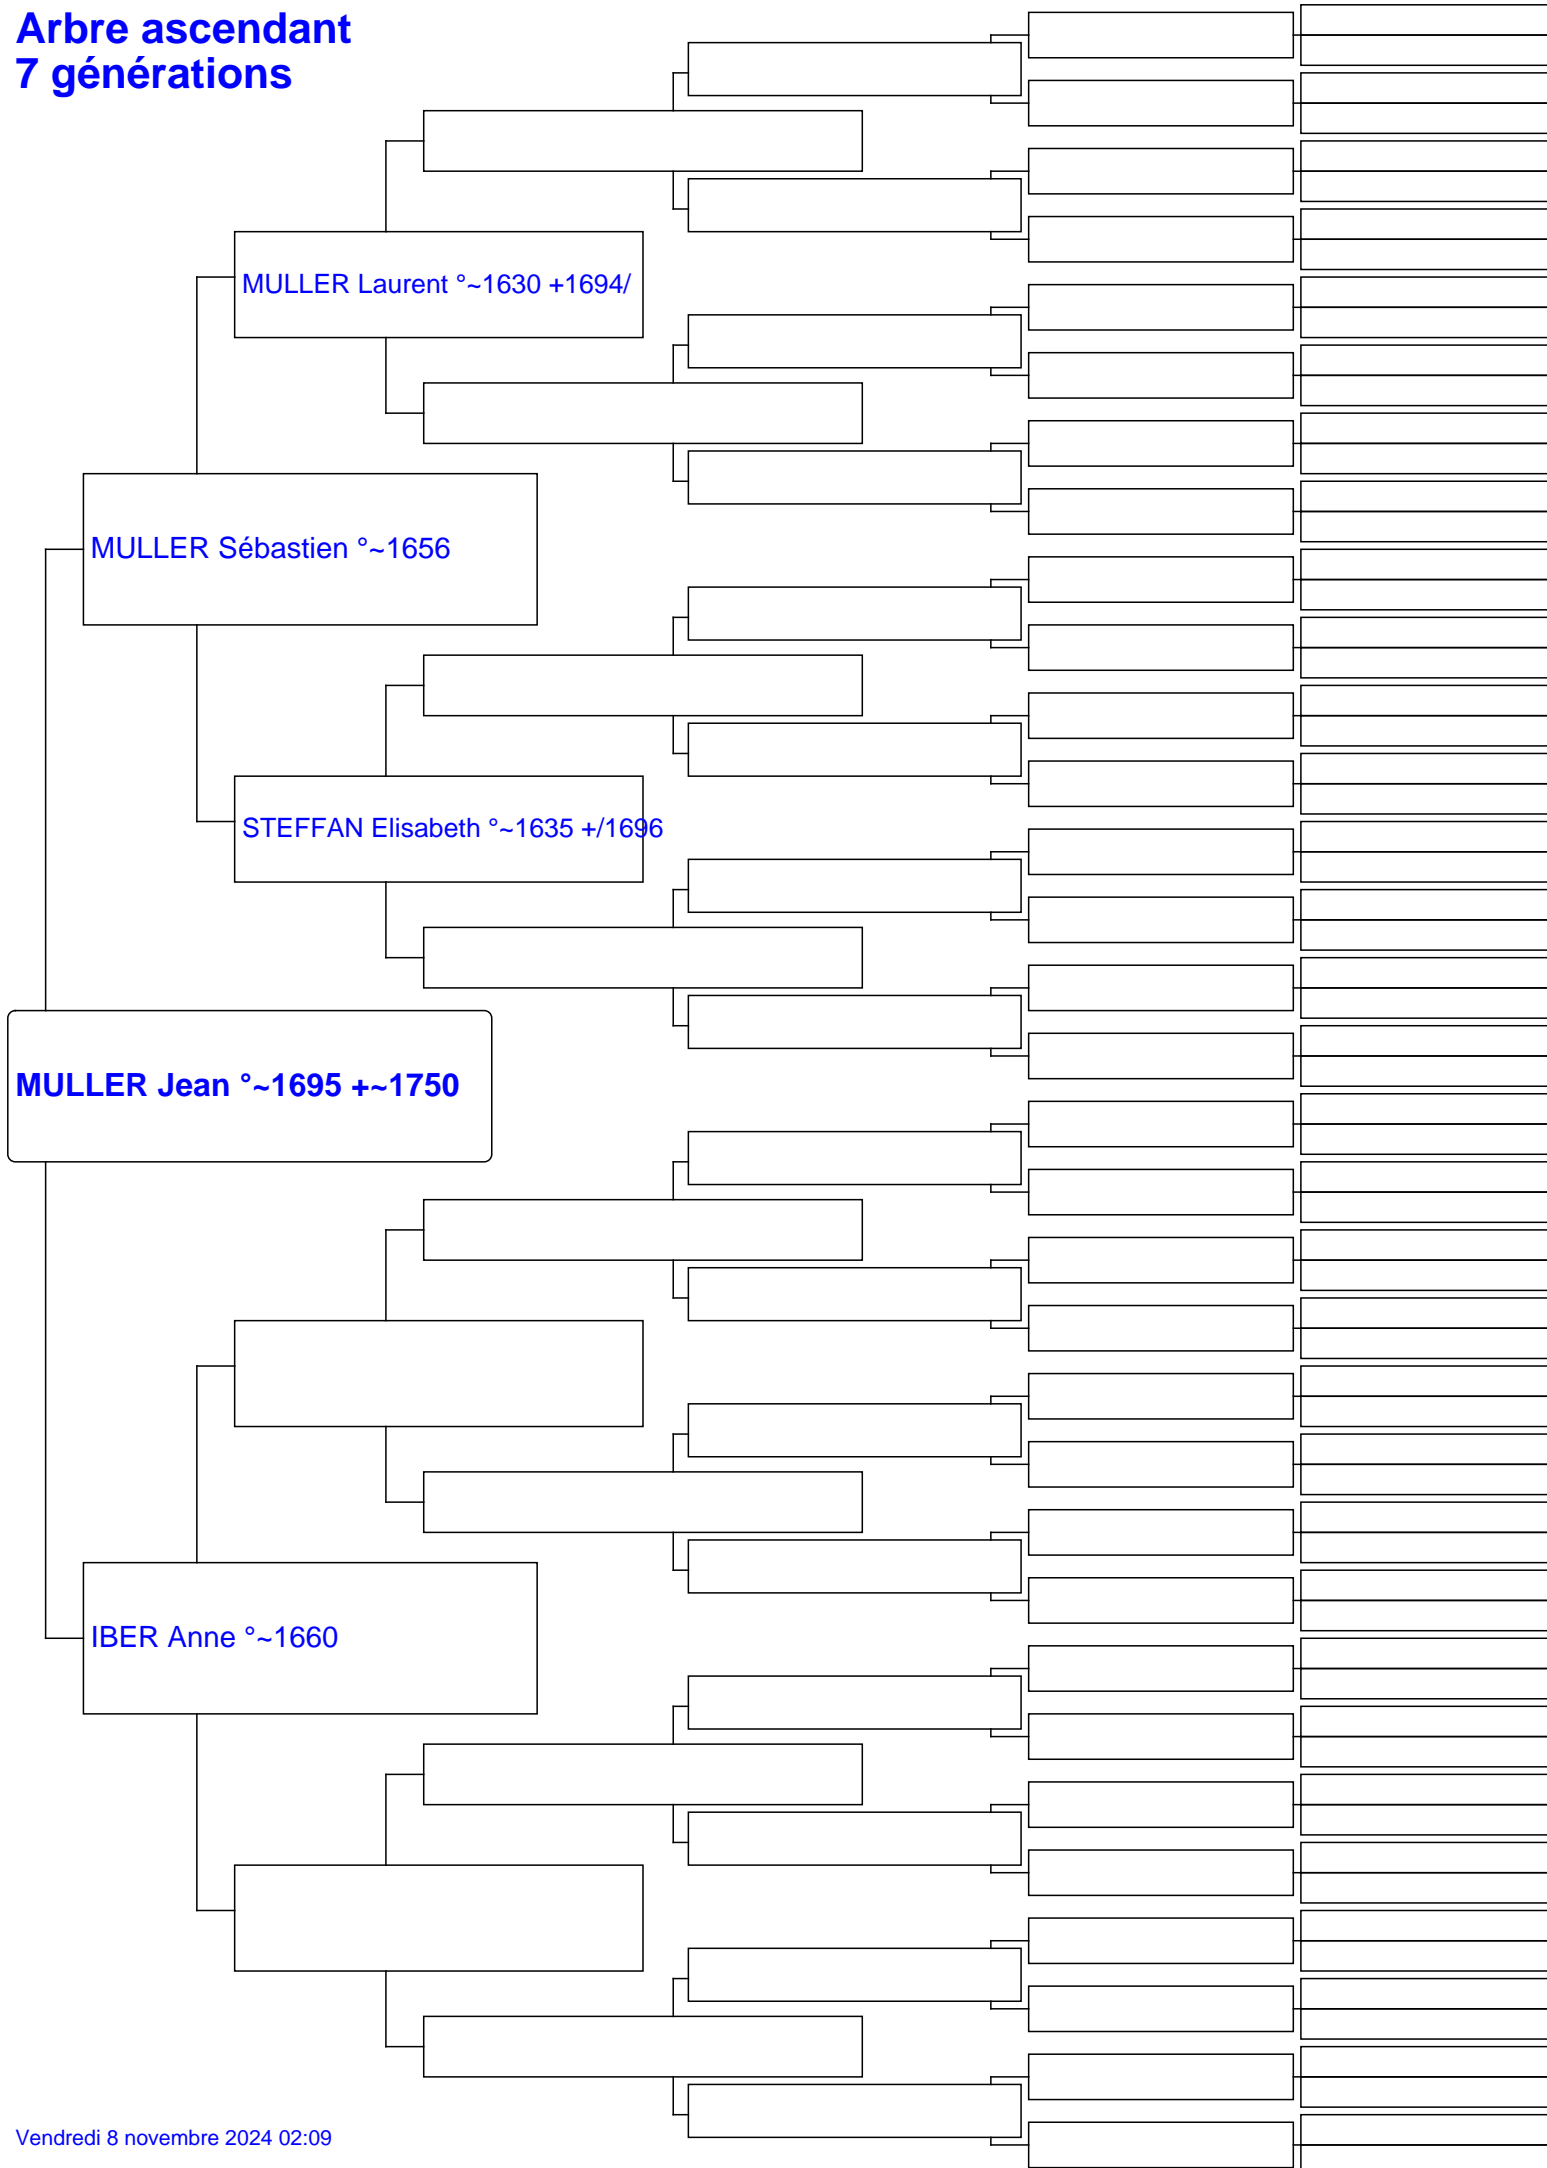 Arbre ascendant
7 générations
MULLER Laurent °~1630 +1694/
MULLER Sébastien °~1656
STEFFAN Elisabeth °~1635 +/1696
MULLER Jean °~1695 +~1750
IBER Anne °~1660
Vendredi 8 novembre 2024 02:09